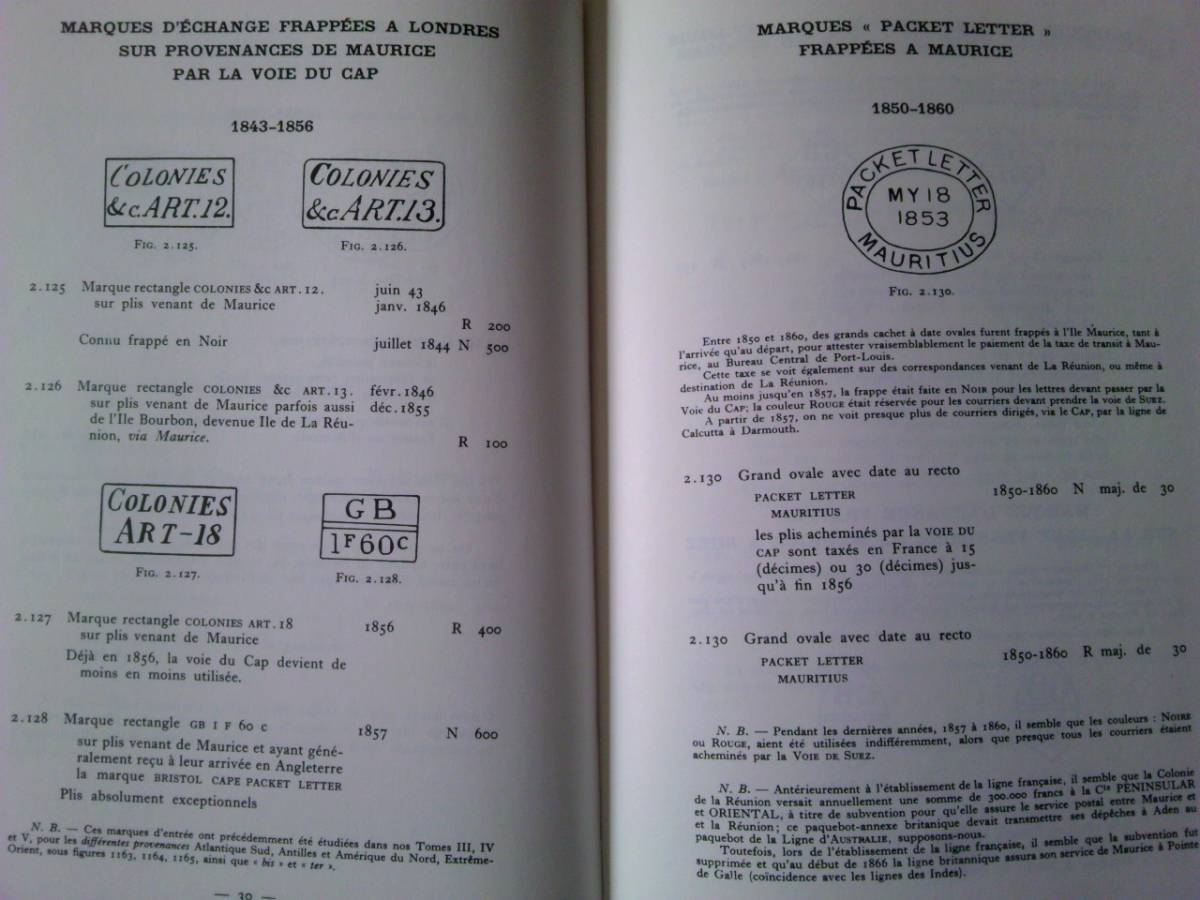 MARQUES D'ÉCHANGE FRAPPÉES A LONDRES
SUR PROVENANCES DE MAURICE
PAR LA VOIE DU CAP
1843-1856
COLONIES
&c.ART.12.
COLONIES
&cART.13.
FIG. 2.125.
FIG. 2.126.
2.125 Marque rectangle COLONIES &c ART.12. juin 43
sur plis venant de Maurice janv. 1846
R 200
Connu frappé en Noir juillet 1844 N 500
2.126 Marque rectangle COLONIES &c ART.13. févr.1846
sur plis venant de Maurice parfois aussi déc.1855
de l'Ile Bourbon, devenue Ile de La Réu-
nion, via Maurice. R 100
COLONIES
ART-18
GB
1F60c
FIG. 2.127.
FIG. 2.128.
2.127 Marque rectangle COLONIES ART.18 1856 R 400
sur plis venant de Maurice
Déjà en 1856, la voie du Cap devient de
moins en moins utilisée.
2.128 Marque rectangle GB 1 F 60 c 1857 N 600
sur plis venant de Maurice et ayant géné-
ralement reçu à leur arrivée en Angleterre
la marque BRISTOL CAPE PACKET LETTER
Plis absolument exceptionnels
N. B. — Ces marques d'entrée ont précédemment été étudiées dans nos Tomes III, IV
et V, pour les différentes provenances Atlantique Sud, Antilles et Amérique du Nord, Extrême-
Orient, sous figures 1163, 1164, 1165, ainsi que « bis » et « ter ».
MARQUES « PACKET LETTER »
FRAPPÉES A MAURICE
1850-1860
PACKET LETTER
MY 18
1853
MAURITIUS
FIG. 2.130.
Entre 1850 et 1860, des grands cachet à date ovales furent frappés à l'Ile Maurice, tant à
l'arrivée qu'au départ, pour attester vraisemblablement le paiement de la taxe de transit à Mau-
rice, au Bureau Central de Port-Louis.
Cette taxe se voit également sur des correspondances venant de La Réunion, ou même à
destination de La Réunion.
Au moins jusqu'en 1857, la frappe était faite en NOIR pour les lettres devant passer par la
Voie du CAP; la couleur ROUGE était réservée pour les courriers devant prendre la voie de SUEZ.
A partir de 1857, on ne voit presque plus de courriers dirigés, via le CAP, par la ligne de
Calcutta à Darmouth.
2.130 Grand ovale avec date au recto
PACKET LETTER 1850-1860 N maj. de 30
MAURITIUS
les plis acheminés par la VOIE DU
CAP sont taxés en France à 15
(décimes) ou 30 (décimes) jus-
qu'à fin 1856
2.130 Grand ovale avec date au recto
PACKET LETTER 1850-1860 R maj. de 30
MAURITIUS
N. B. — Pendant les dernières années, 1857 à 1860, il semble que les couleurs : NOIRE
ou ROUGE, aient été utilisées indifféremment, alors que presque tous les courriers étaient
acheminés par la VOIE DE SUEZ.
N. B. — Antérieurement à l'établissement de la ligne française, il semble que la Colonie
de la Réunion versait annuellement une somme de 300.000 francs à la Cie PENINSULAR
et ORIENTAL, à titre de subvention pour qu'elle assure le service postal entre Maurice et
et la Réunion; ce paquebot-annexe britanique devait transmettre ses dépêches à Aden au
paquebot de la Ligne d'AUSTRALIE, supposons-nous.
Toutefois, lors de l'établissement de la ligne française, il semble que la subvention fut
supprimée et qu'au début de 1866 la ligne britannique assura son service de Maurice à Pointe
de Galle (coïncidence avec les lignes des Indes).